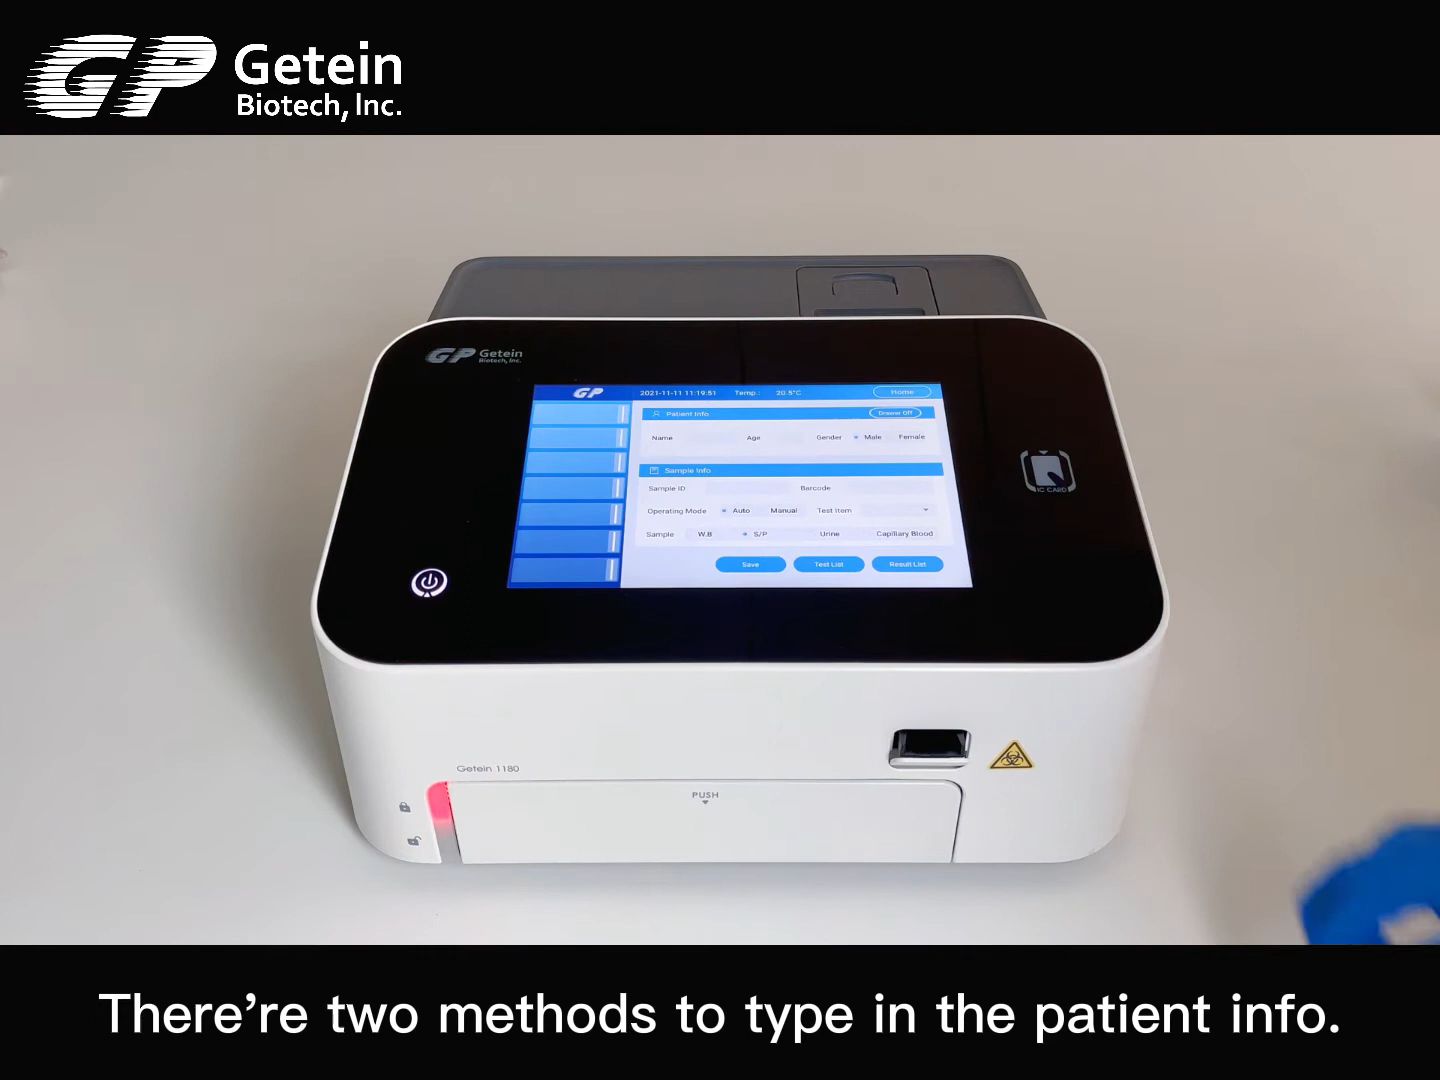 GP Getein
Biotech, Inc.
GP Getein
Biotech, Inc.
GP 2021-11-11 11:19:51 Temp.: 20.5°C Home
Patient Info Drawer Off
Name Age Gender Male Female
Sample Info
Sample ID Barcode
Operating Mode Auto Manual Test Item
Sample W.B S/P Urine Capillary Blood
Save Test List Result List
IC CARD
Getein 1180
PUSH
There’re two methods to type in the patient info.